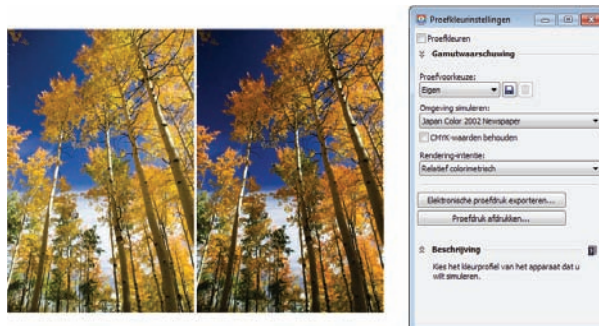 Proefkleurinstellingen
Proefkleuren
Gamutwaarschuwing
Proefvoorkeuze:
Eigen
Omgeving simuleren:
Japan Color 2002 Newspaper
CMYK-waarden behouden
Rendering-intentie:
Relatief colorimetrisch
Elektronische proefdruk exporteren...
Proefdruk afdrukken...
Beschrijving
Kies het kleurprofiel van het apparaat dat u
wilt simuleren.